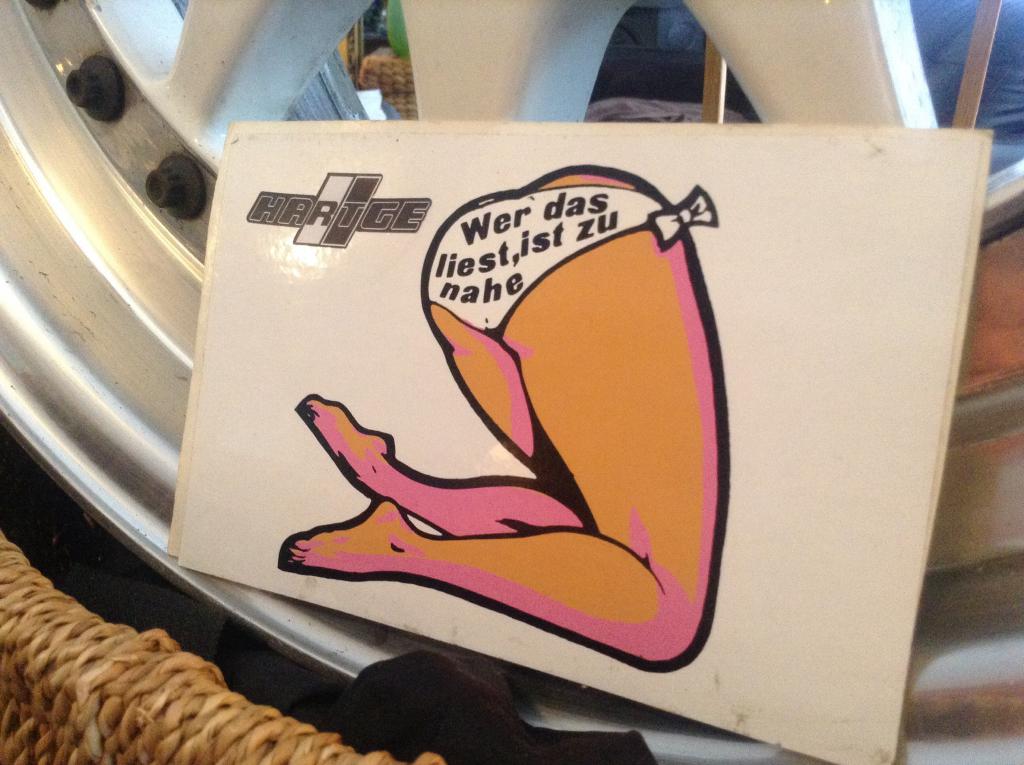 HARTGE
Wer das
liest,ist zu
nahe